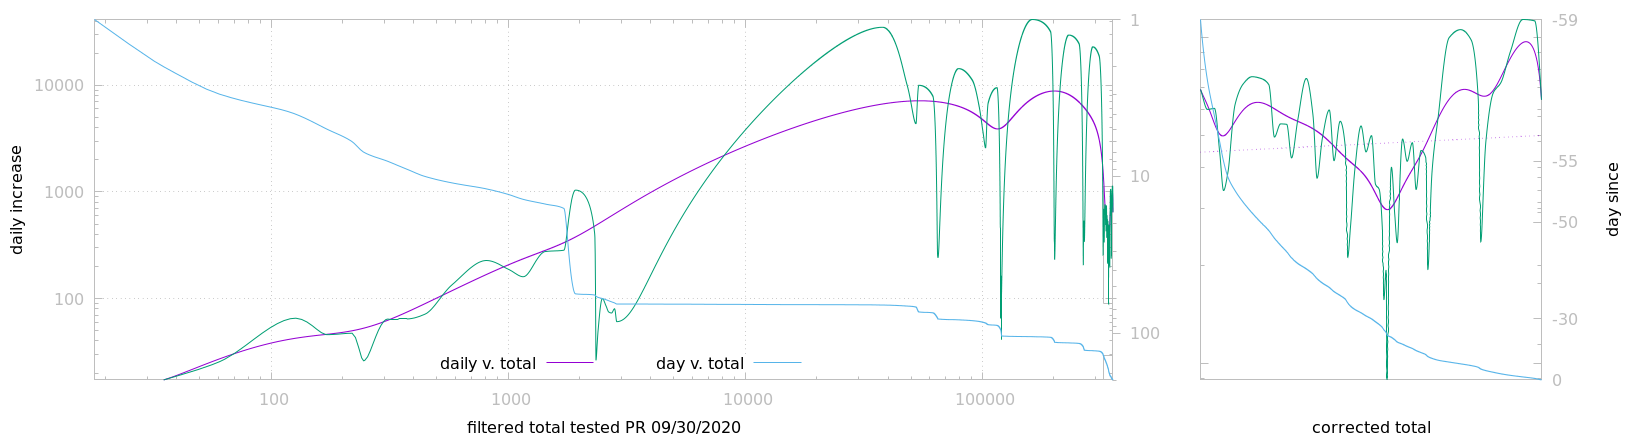 daily increase
10000
1000
100
daily v. total
day v. total
100
1000
10000
100000
filtered total tested PR 09/30/2020
1
10
100
-59
-55
-50
-30
0
day since
corrected total